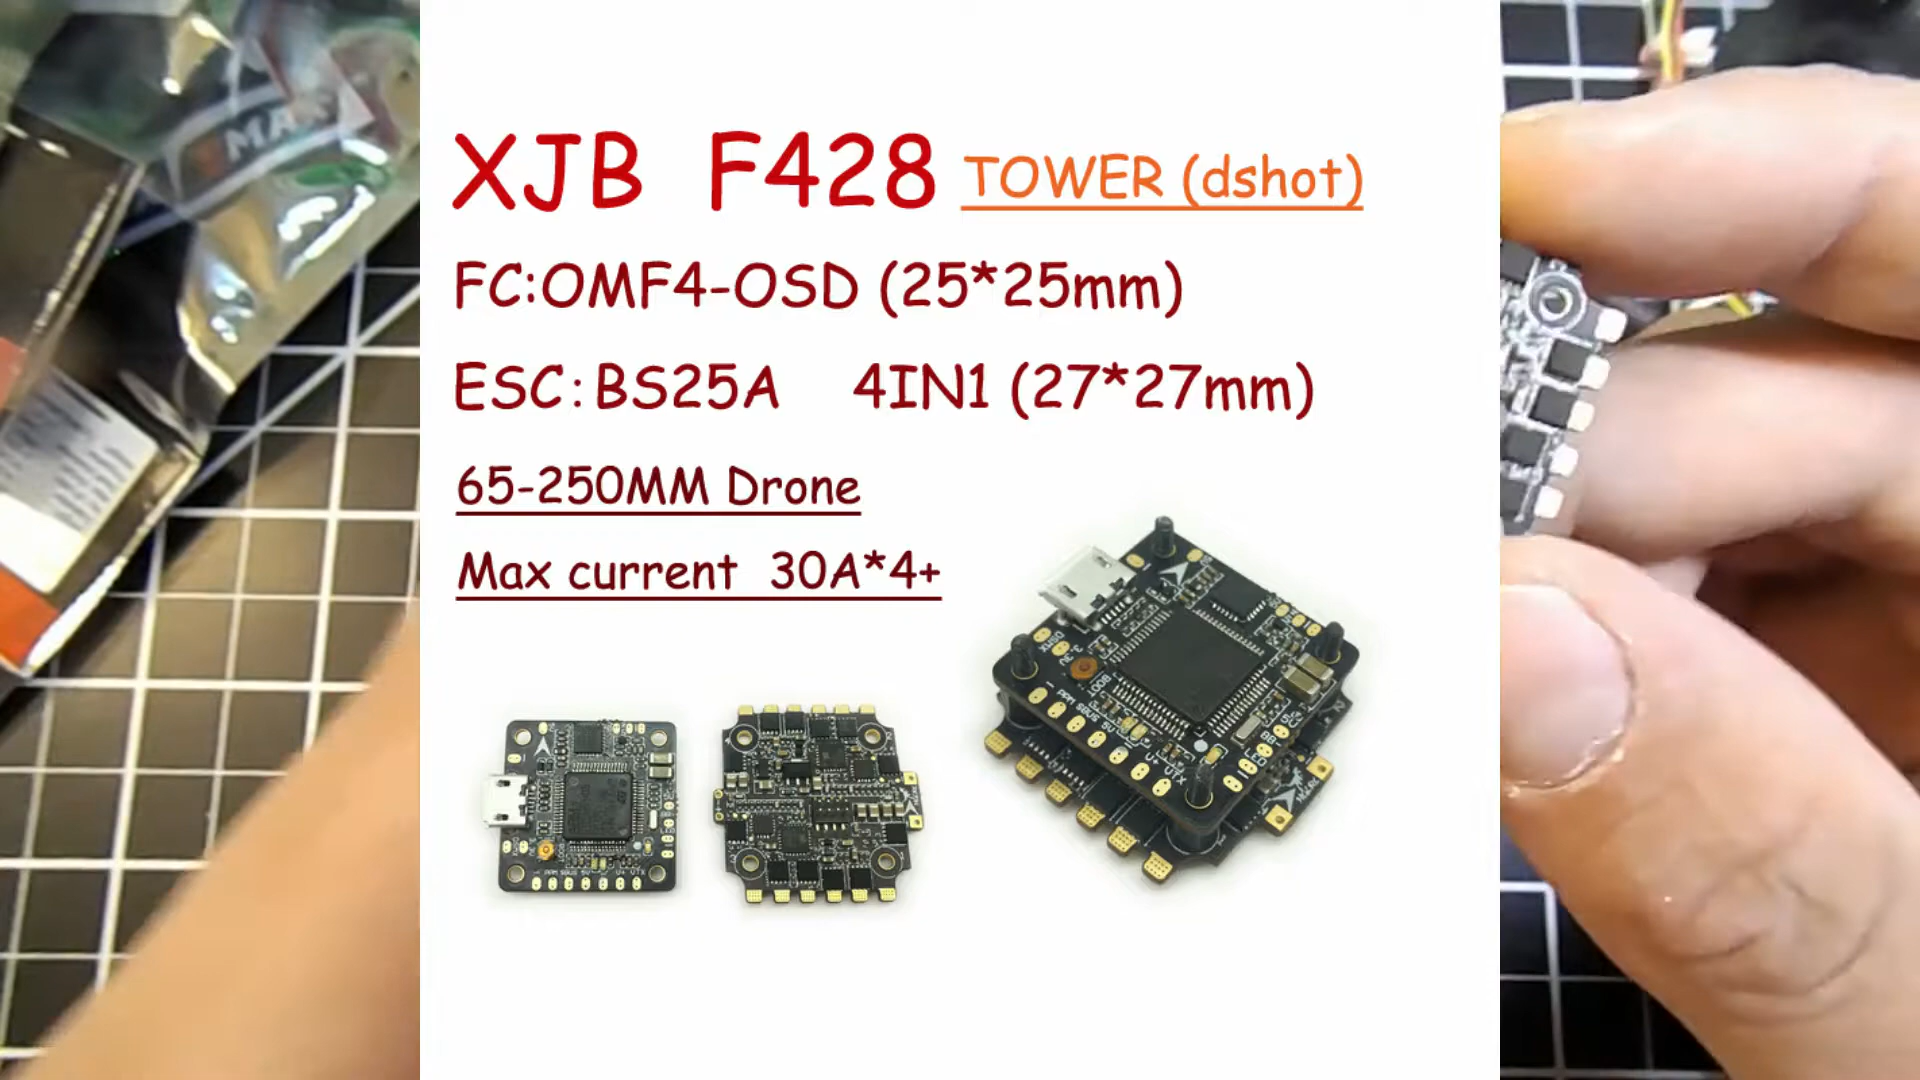 XJB F428 TOWER (dshot)
FC:OMF4-OSD (25*25mm)
ESC:BS25A 4IN1 (27*27mm)
65-250MM Drone
Max current 30A*4+